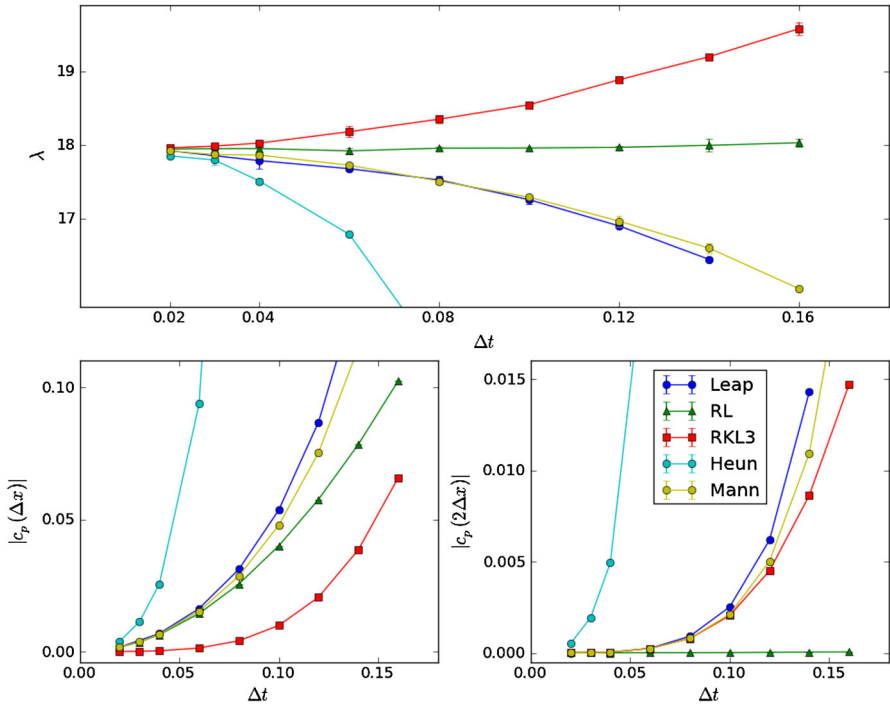 19
18
17
λ
0.02 0.04 0.08 0.12 0.16
Δt
0.10
0.05
0.00
|c_p(Δx)|
0.00 0.05 0.10 0.15
Δt
0.015
0.010
0.005
0.000
|c_p(2Δx)|
Leap
RL
RKL3
Heun
Mann
0.00 0.05 0.10 0.15
Δt